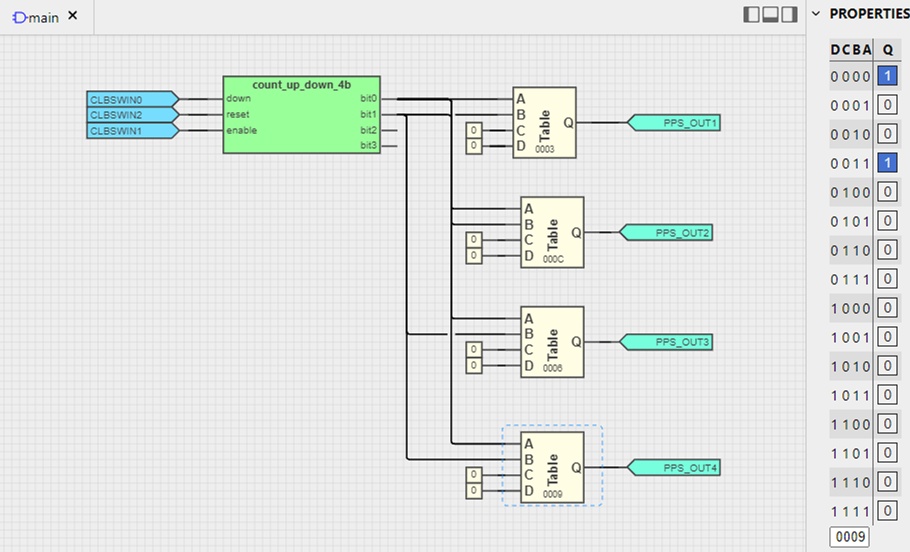 main ✕
PROPERTIES
count_up_down_4b
CLBSWIN0
CLBSWIN2
CLBSWIN1
down
reset
enable
bit0
bit1
bit2
bit3
A
B
C
D
0
0
Table
0003
Q
PPS_OUT1
A
B
C
D
0
0
Table
000C
Q
PPS_OUT2
A
B
C
D
0
0
Table
0006
Q
PPS_OUT3
A
B
C
D
0
0
Table
0009
Q
PPS_OUT4
DCBA Q
0000 1
0001 0
0010 0
0011 1
0100 0
0101 0
0110 0
0111 0
1000 0
1001 0
1010 0
1011 0
1100 0
1101 0
1110 0
1111 0
0009